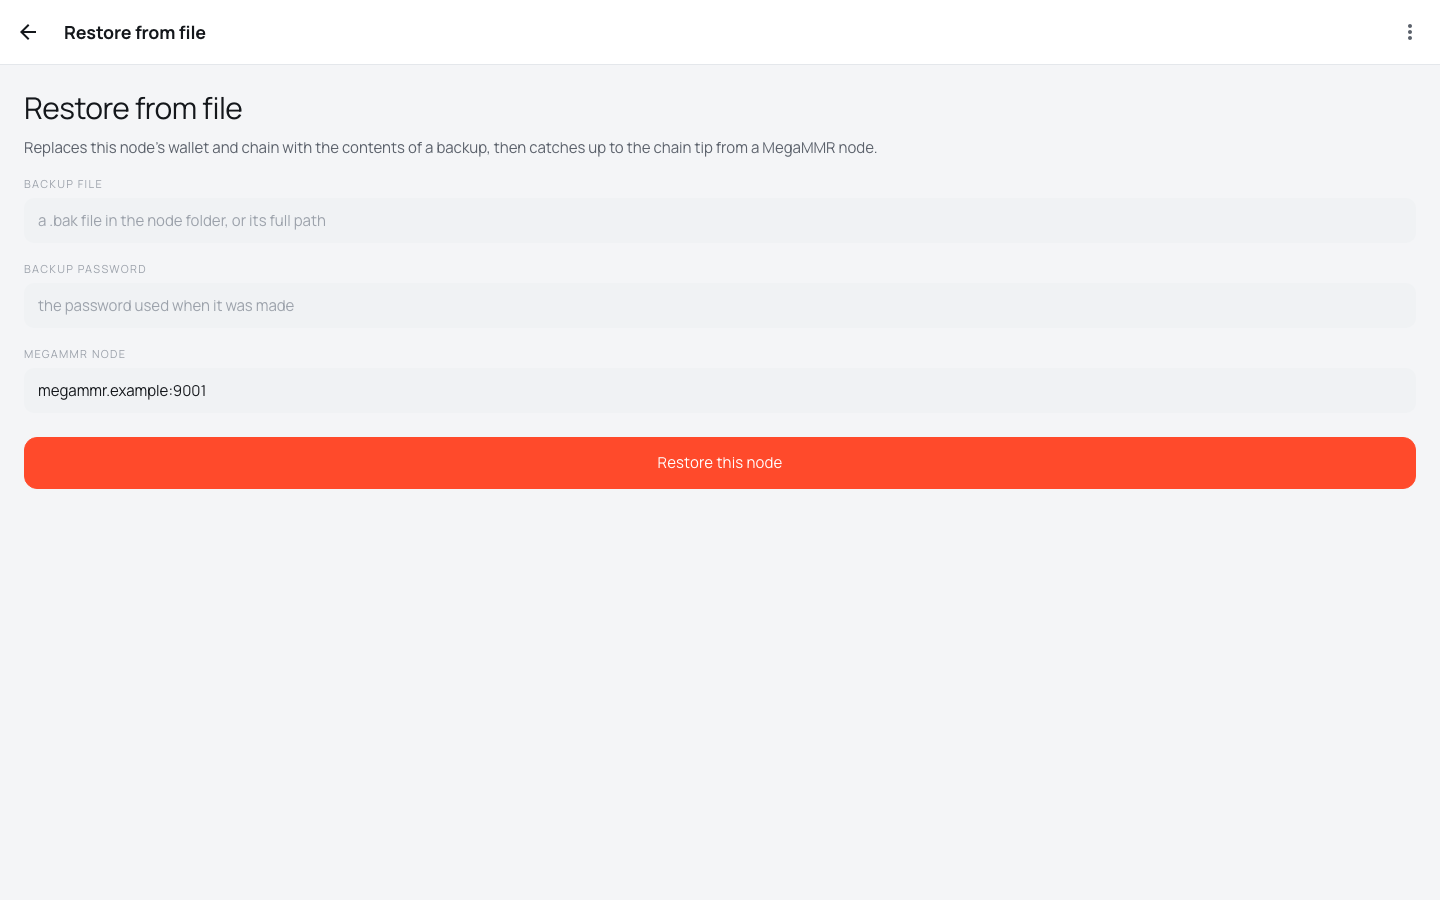 Restore from file
Restore from file
Replaces this node's wallet and chain with the contents of a backup, then catches up to the chain tip from a MegaMMR node.
BACKUP FILE
a .bak file in the node folder, or its full path
BACKUP PASSWORD
the password used when it was made
MEGAMMR NODE
megammr.example:9001
Restore this node